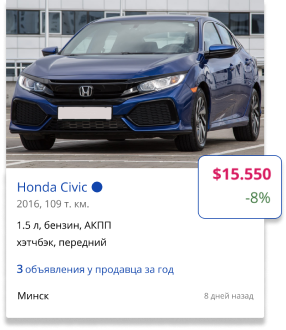 $15.550
-8%
Honda Civic
2016, 109 т. км.
1.5 л, бензин, АКПП
хэтчбэк, передний
3 объявления у продавца за год
Минск
8 дней назад